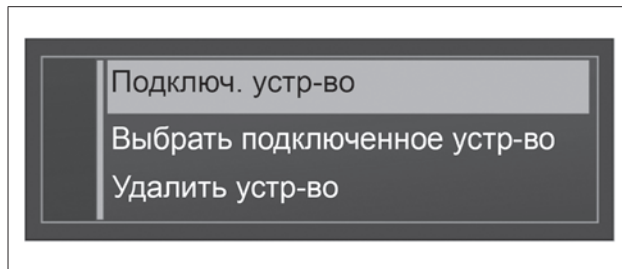 Подключ. устр-во
Выбрать подключенное устр-во
Удалить устр-во